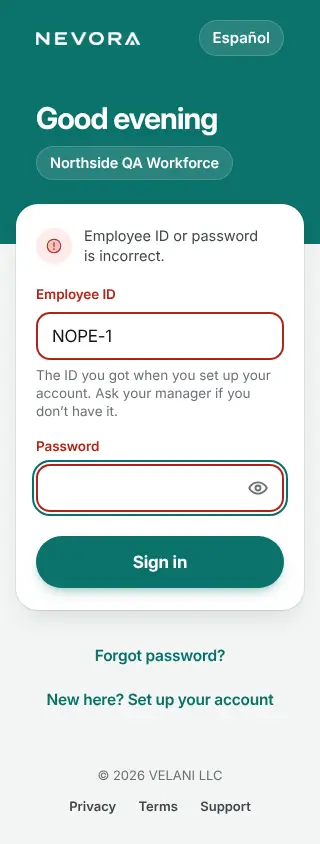 NEVORA
Español
Good evening
Northside QA Workforce
Employee ID or password
is incorrect.
Employee ID
NOPE-1
The ID you got when you set up your
account. Ask your manager if you
don’t have it.
Password
Sign in
Forgot password?
New here? Set up your account
© 2026 VELANI LLC
Privacy Terms Support